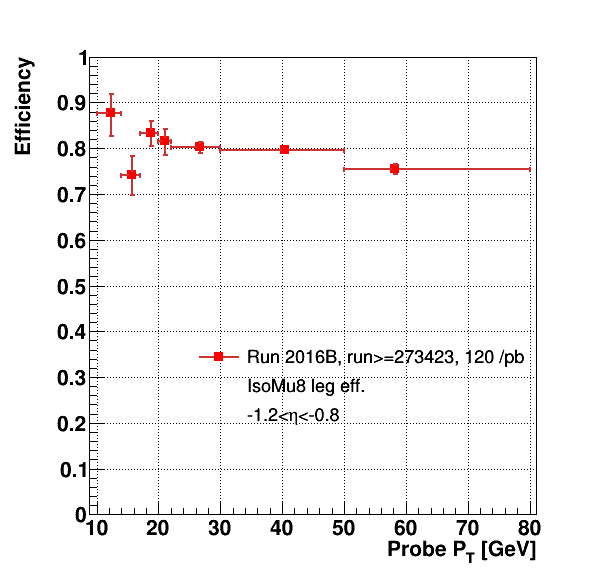 Efficiency
1
0.9
0.8
0.7
0.6
0.5
0.4
0.3
0.2
0.1
0
Run 2016B, run>=273423, 120 /pb
IsoMu8 leg eff.
-1.2<η<-0.8
10 20 30 40 50 60 70 80
Probe P_T [GeV]